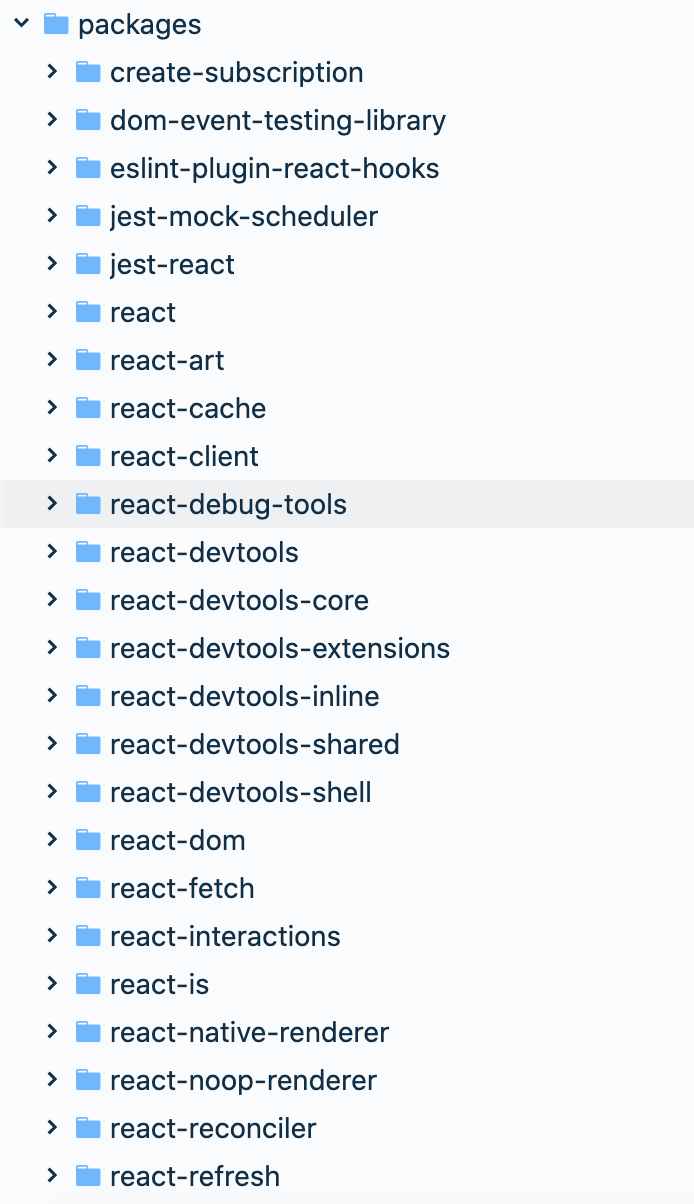 packages
create-subscription
dom-event-testing-library
eslint-plugin-react-hooks
jest-mock-scheduler
jest-react
react
react-art
react-cache
react-client
react-debug-tools
react-devtools
react-devtools-core
react-devtools-extensions
react-devtools-inline
react-devtools-shared
react-devtools-shell
react-dom
react-fetch
react-interactions
react-is
react-native-renderer
react-noop-renderer
react-reconciler
react-refresh